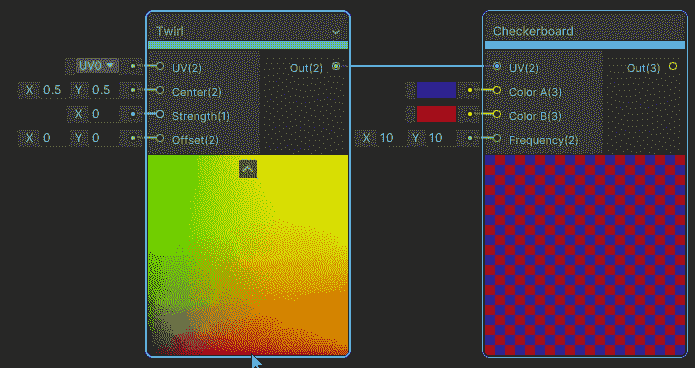 Twirl
UV0
UV(2)
Out(2)
X 0.5 Y 0.5
Center(2)
X 0
Strength(1)
X 0 Y 0
Offset(2)
Checkerboard
UV(2)
Out(3)
Color A(3)
Color B(3)
X 10 Y 10
Frequency(2)